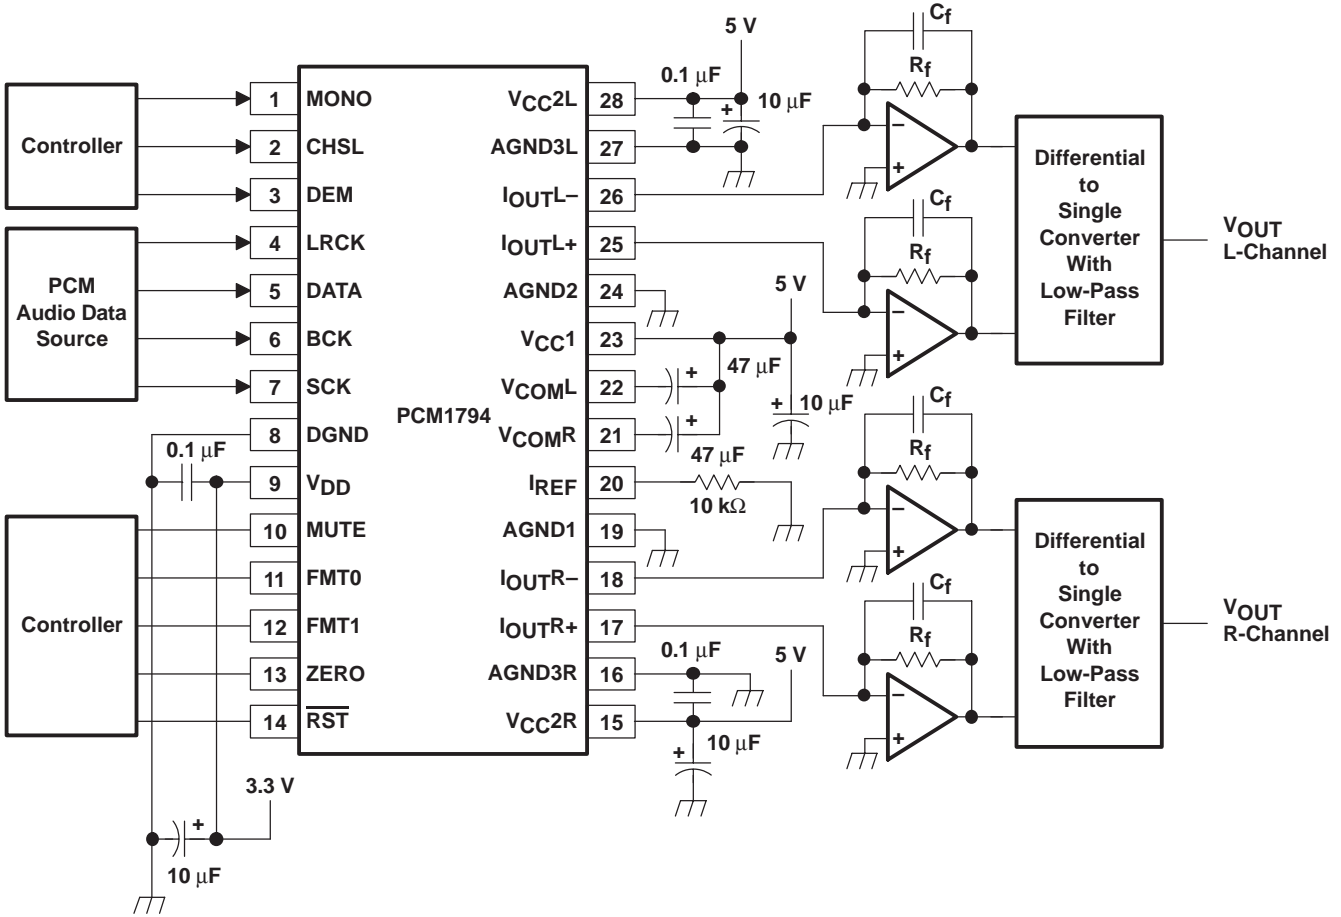 Controller
PCM
Audio Data
Source
Controller
PCM1794
1 MONO
2 CHSL
3 DEM
4 LRCK
5 DATA
6 BCK
7 SCK
8 DGND
9 VDD
10 MUTE
11 FMT0
12 FMT1
13 ZERO
14 RST
VCC2L 28
AGND3L 27
IOUTL– 26
IOUTL+ 25
AGND2 24
VCC1 23
VCOML 22
VCOMR 21
IREF 20
AGND1 19
IOUTR– 18
IOUTR+ 17
AGND3R 16
VCC2R 15
0.1 μF
3.3 V
+
10 μF
5 V
0.1 μF
10 μF
+
5 V
47 μF
+
+
47 μF
+
10 μF
10 kΩ
0.1 μF
5 V
10 μF
+
Cf
Rf
–
+
Cf
Rf
–
+
Cf
Rf
–
+
Cf
Rf
–
+
Differential
to
Single
Converter
With
Low-Pass
Filter
VOUT
L-Channel
Differential
to
Single
Converter
With
Low-Pass
Filter
VOUT
R-Channel